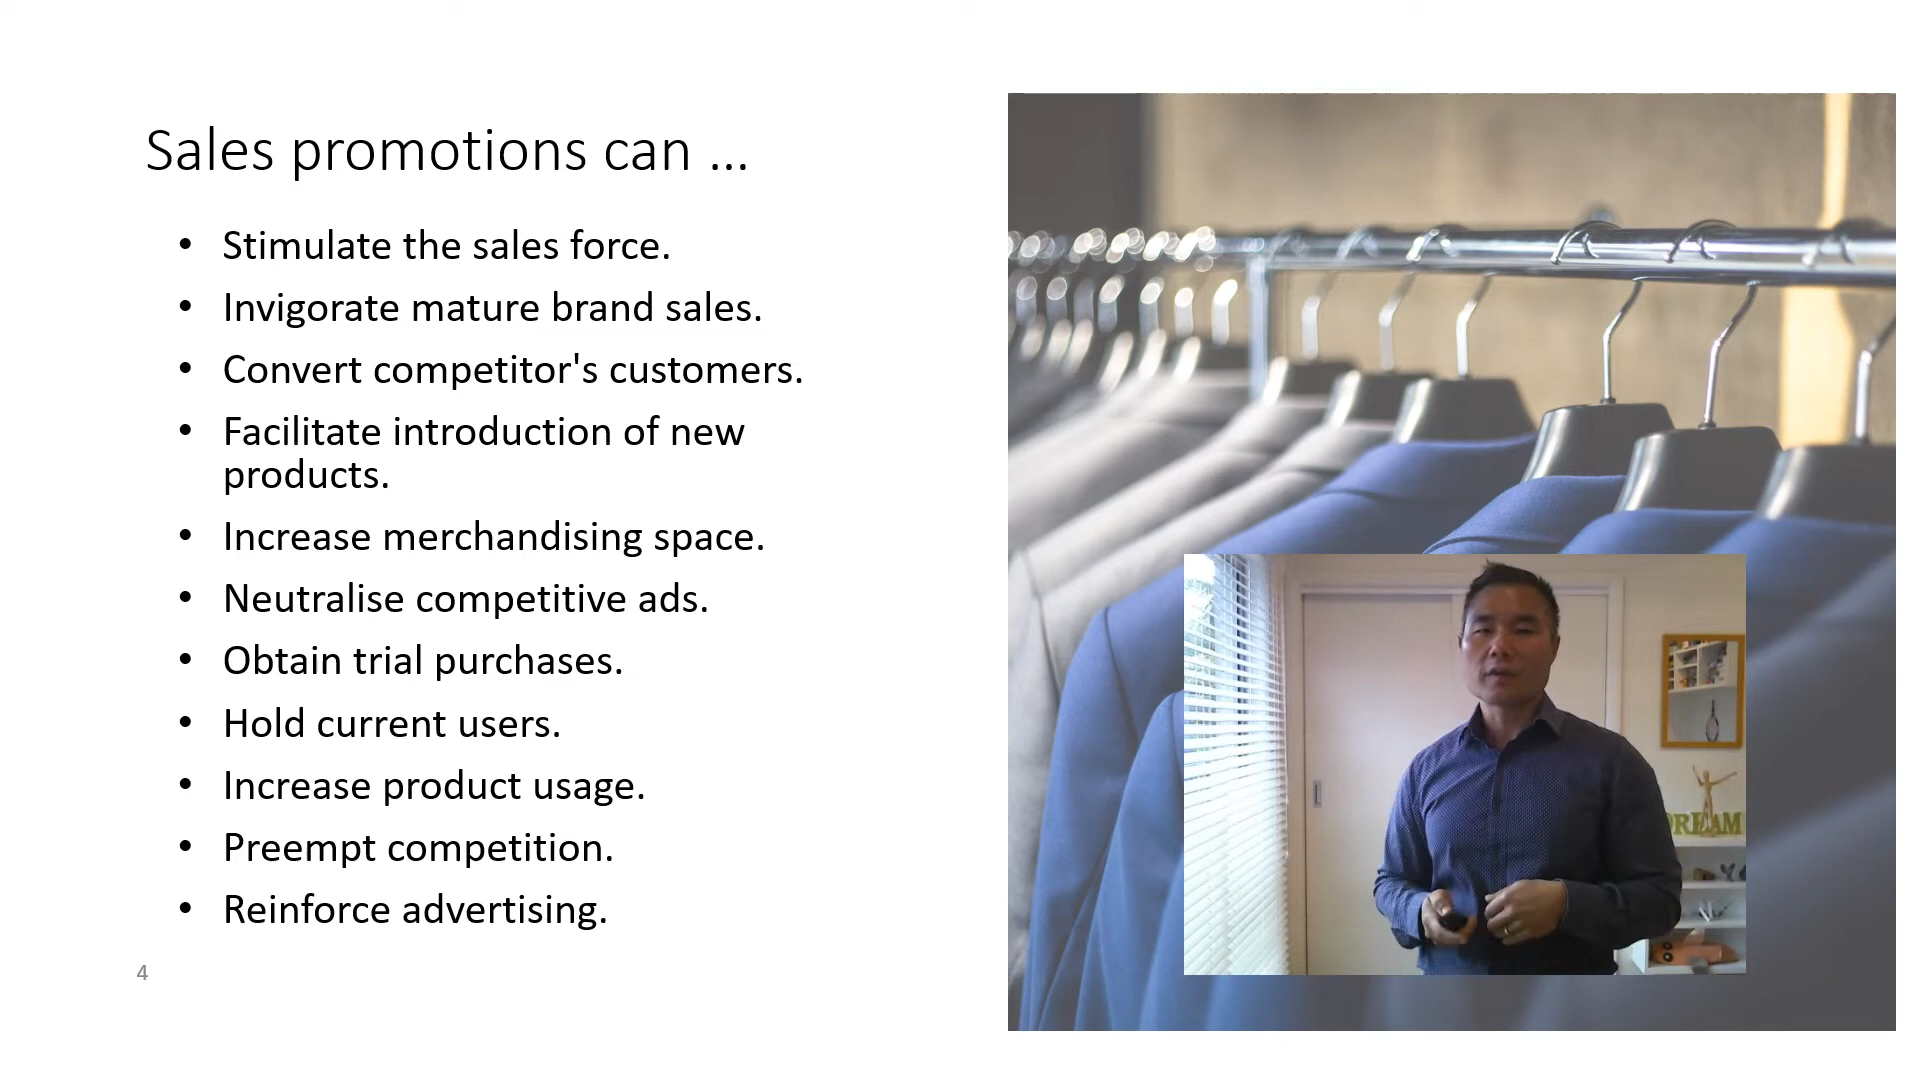 Sales promotions can ...
• Stimulate the sales force.
• Invigorate mature brand sales.
• Convert competitor's customers.
• Facilitate introduction of new
products.
• Increase merchandising space.
• Neutralise competitive ads.
• Obtain trial purchases.
• Hold current users.
• Increase product usage.
• Preempt competition.
• Reinforce advertising.
4
DREAM